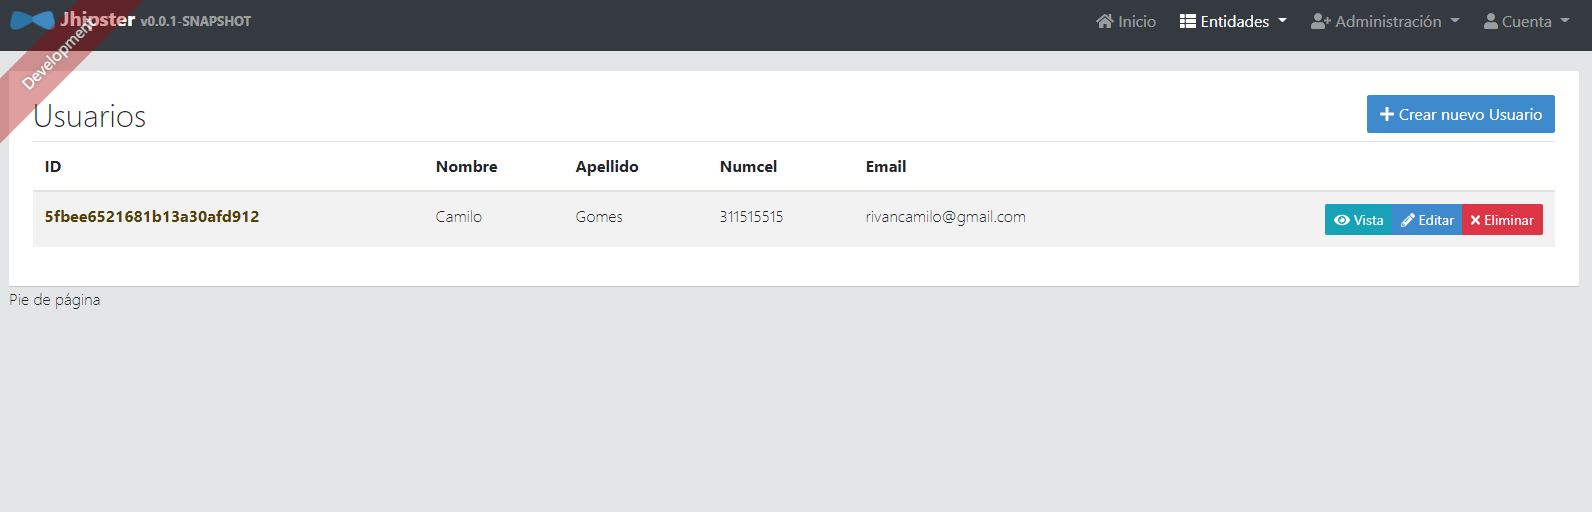 Jhipster v0.0.1-SNAPSHOT Inicio Entidades Administración Cuenta
Development
Usuarios Crear nuevo Usuario
ID Nombre Apellido Numcel Email
5fbee6521681b13a30afd912 Camilo Gomes 311515515 rivancamilo@gmail.com Vista Editar Eliminar
Pie de página